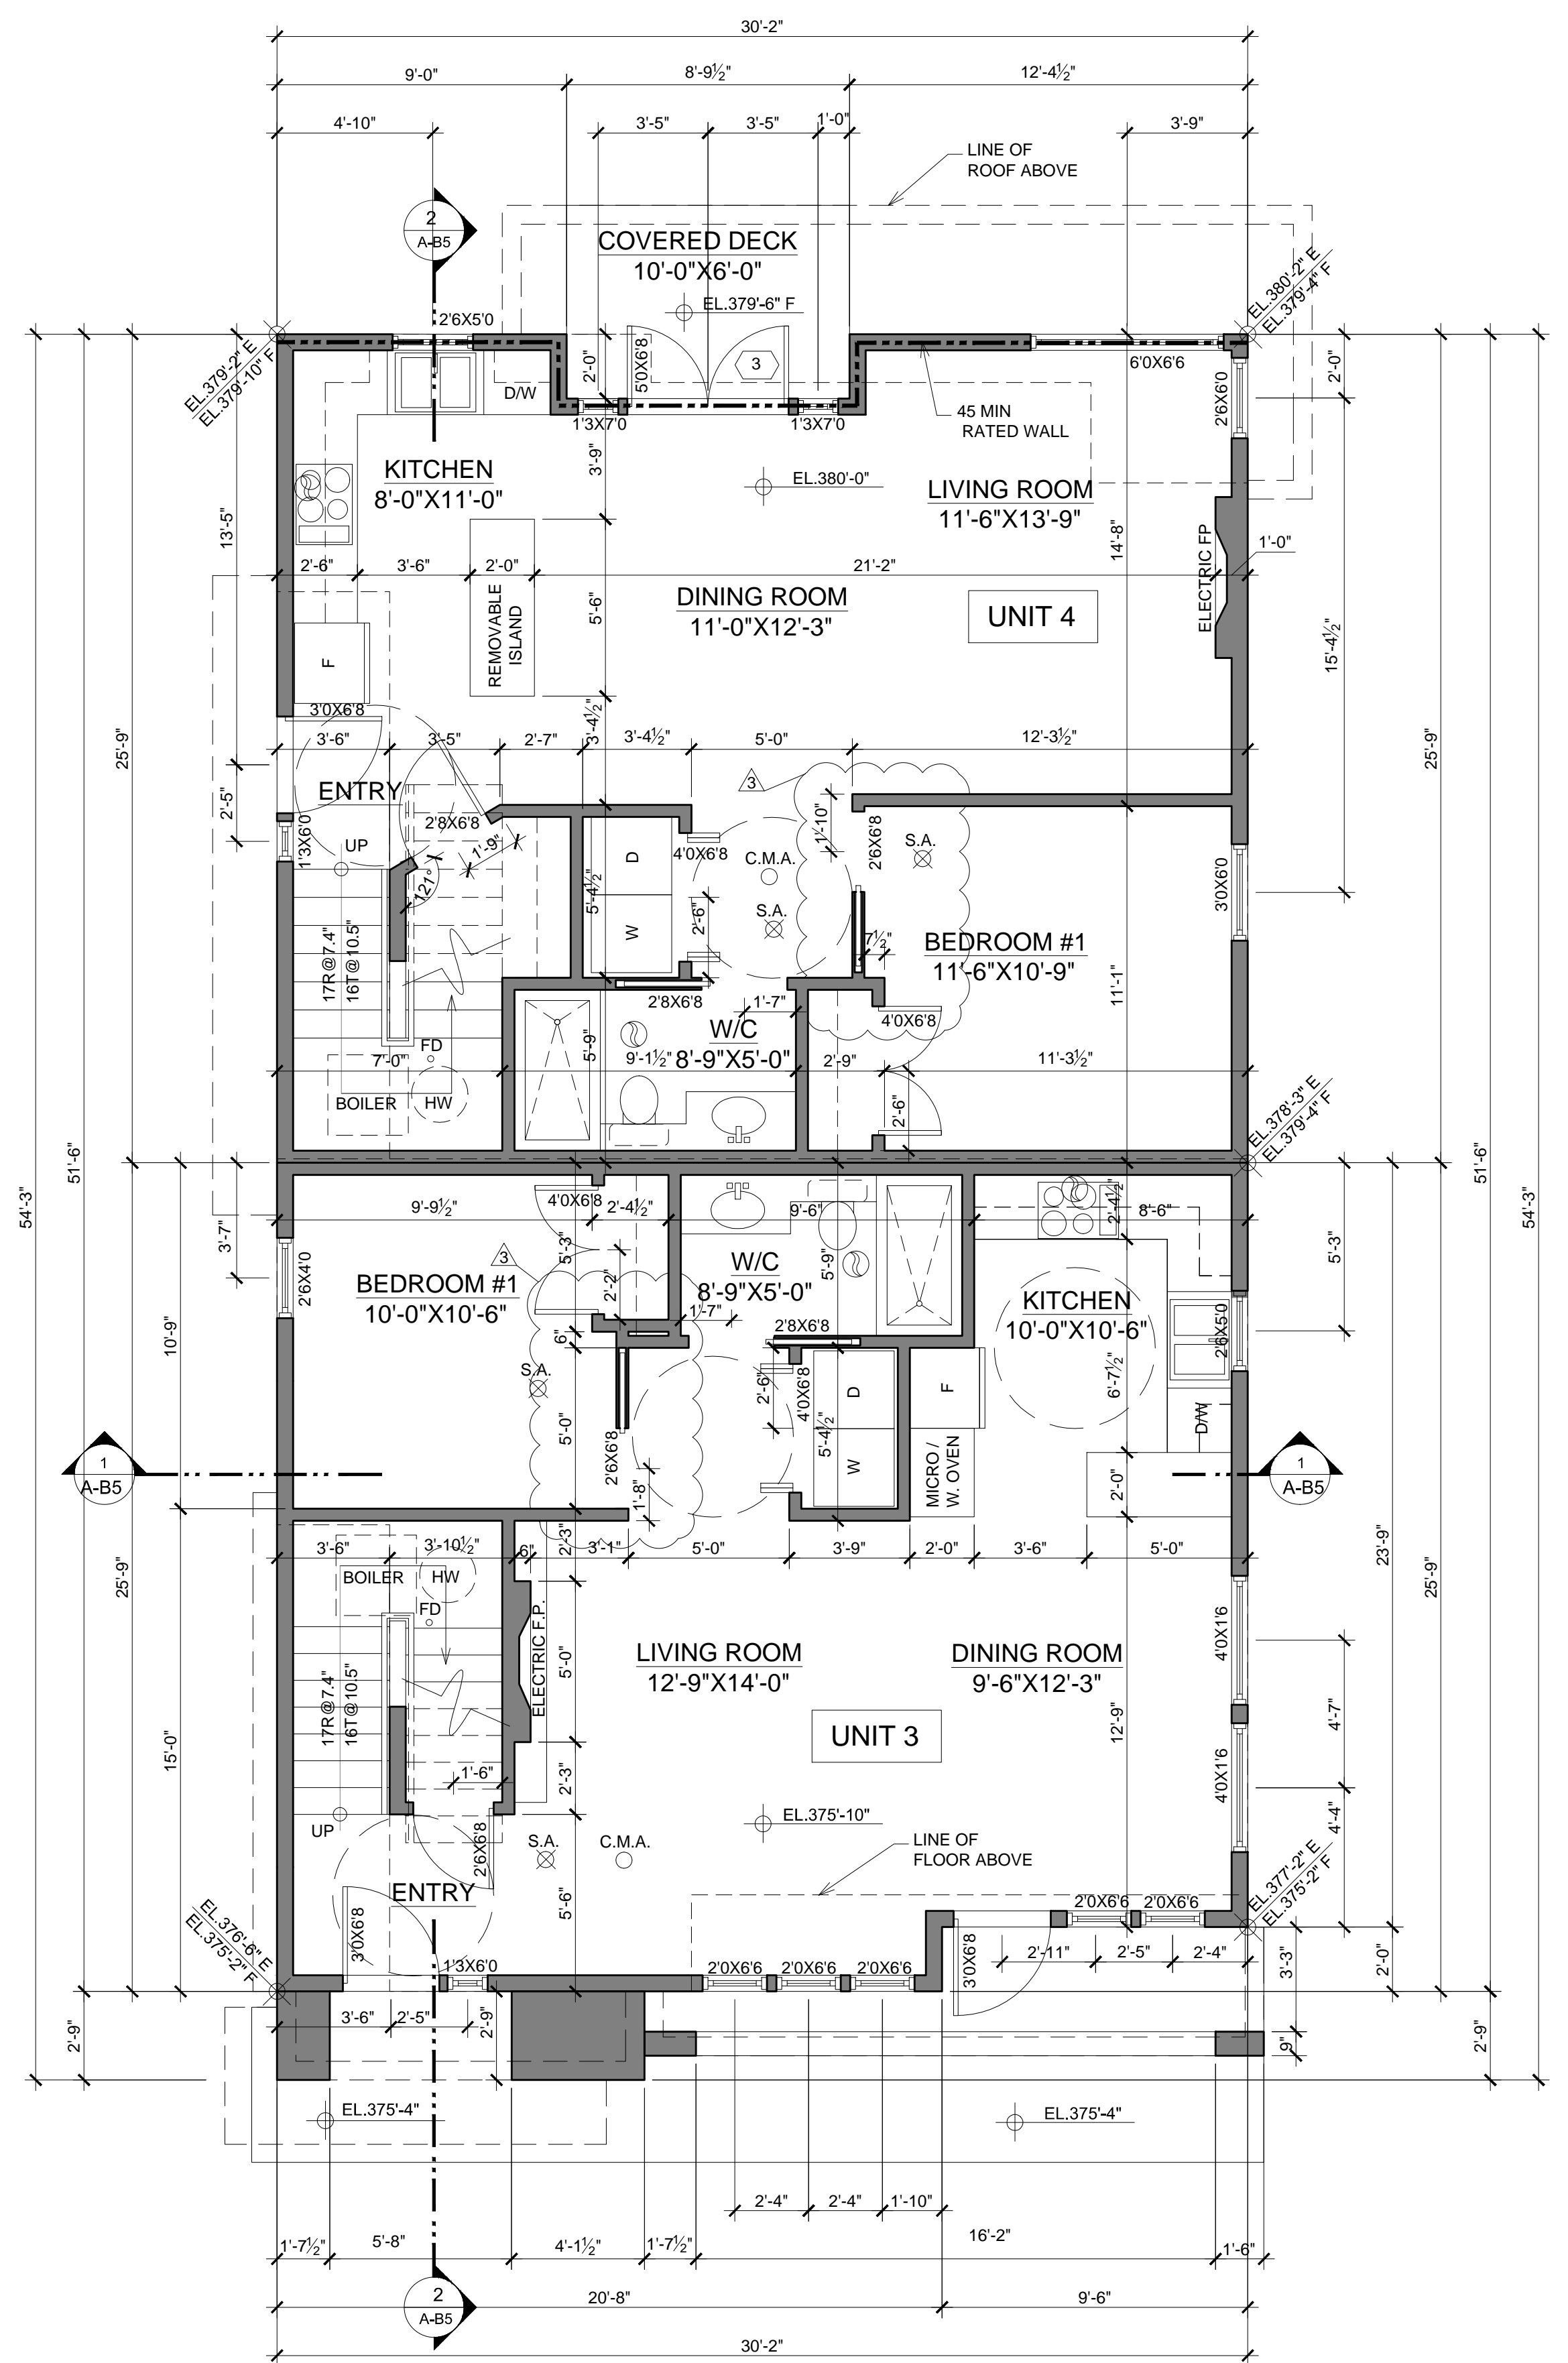 30'-2"
9'-0"
8'-9½"
12'-4½"
4'-10"
3'-5"
3'-5"
1'-0"
3'-9"
LINE OF
ROOF ABOVE
2
A-B5
COVERED DECK
10'-0"X6'-0"
EL.379'-6" F
EL.380'-2" E
EL.379'-4" F
EL.379'-2" E
EL.379'-10" F
2'6X5'0
2'-0"
5'0X6'8
3
6'0X6'6
2'-0"
D/W
1'3X7'0
1'3X7'0
45 MIN
RATED WALL
2'6X6'0
KITCHEN
8'-0"X11'-0"
3'-9"
EL.380'-0"
LIVING ROOM
11'-6"X13'-9"
13'-5"
14'-8"
ELECTRIC FP
1'-0"
2'-6"
3'-6"
2'-0"
21'-2"
REMOVABLE
ISLAND
5'-6"
DINING ROOM
11'-0"X12'-3"
UNIT 4
15'-4½"
F
3'0X6'8
3'-6"
3'-5"
2'-7"
3'-4½"
3'-4½"
5'-0"
12'-3½"
25'-9"
25'-9"
ENTRY
2'-5"
1'3X6'0
UP
2'8X6'8
1'-9"
121°
3
1'-10"
2'6X6'8
S.A.
D
W
4'0X6'8
C.M.A.
S.A.
5'-4½"
2'-6"
3'0X6'0
7½"
BEDROOM #1
11'-6"X10'-9"
17R@7.4"
16T@10.5"
11'-1"
2'8X6'8
1'-7"
W/C
8'-9"X5'-0"
4'0X6'8
FD
5'-9"
7'-0"
9'-1½"
2'-9"
11'-3½"
BOILER
HW
2'-6"
EL.378'-3" E
EL.379'-4" F
54'-3"
51'-6"
51'-6"
54'-3"
9'-9½"
4'0X6'8
2'-4½"
9'-6"
2'-4½"
8'-6"
3'-7"
5'-3"
5'-3"
3
2'6X4'0
BEDROOM #1
10'-0"X10'-6"
2'-2"
W/C
8'-9"X5'-0"
5'-9"
1'-7"
2'8X6'8
KITCHEN
10'-0"X10'-6"
2'6X5'0
10'-9"
6"
S.A.
2'-6"
4'0X6'8
D
W
5'-4½"
F
6'-7½"
D/W
5'-0"
2'6X6'8
1'-8"
MICRO /
W. OVEN
2'-0"
1
A-B5
1
A-B5
3'-6"
3'-10½"
6"
2'-3"
3'-1"
5'-0"
3'-9"
2'-0"
3'-6"
5'-0"
23'-9"
25'-9"
25'-9"
BOILER
HW
FD
ELECTRIC F.P.
5'-0"
LIVING ROOM
12'-9"X14'-0"
DINING ROOM
9'-6"X12'-3"
4'0X1'6
17R@7.4"
16T@10.5"
12'-9"
4'-7"
UNIT 3
15'-0"
1'-6"
2'-3"
4'0X1'6
EL.375'-10"
4'-4"
UP
2'6X6'8
S.A.
C.M.A.
LINE OF
FLOOR ABOVE
ENTRY
5'-6"
EL.377'-2" E
EL.375'-2" F
EL.376'-6" E
EL.375'-2" F
3'0X6'8
1'3X6'0
2'0X6'6
2'0X6'6
2'0X6'6
2'0X6'6
2'0X6'6
3'0X6'8
2'-11"
2'-5"
2'-4"
3'-3"
2'-0"
3'-6"
2'-5"
2'-9"
2'-9"
9"
2'-9"
EL.375'-4"
EL.375'-4"
2'-4"
2'-4"
1'-10"
1'-7½"
5'-8"
4'-1½"
1'-7½"
16'-2"
1'-6"
2
A-B5
20'-8"
9'-6"
30'-2"